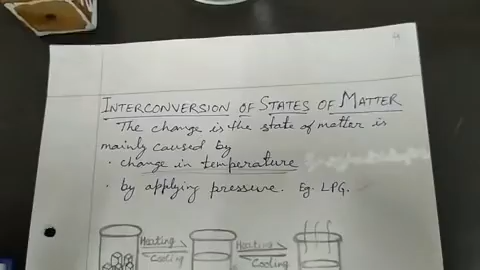 INTERCONVERSION OF STATES OF MATTER
The change is the state of matter is
mainly caused by
· change in temperature
· by applying pressure. Eg. LPG.
Heating Heating
Cooling Cooling